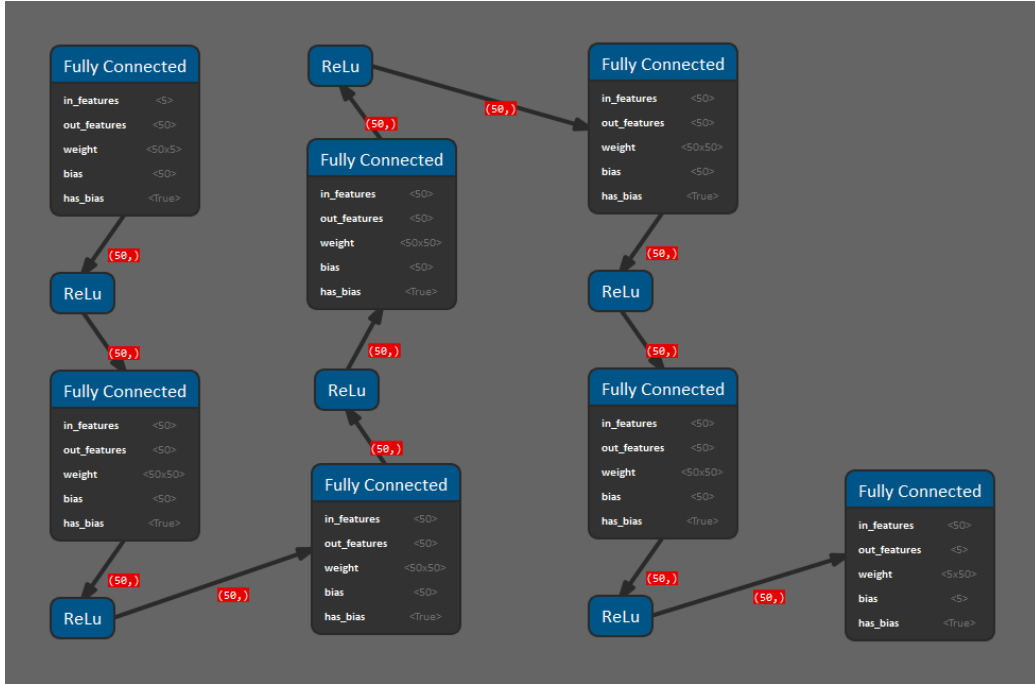 Fully Connected
in_features <5>
out_features <50>
weight <50x5>
bias <50>
has_bias <True>
(50,)
ReLu
(50,)
Fully Connected
in_features <50>
out_features <50>
weight <50x50>
bias <50>
has_bias <True>
(50,)
ReLu
(50,)
Fully Connected
in_features <50>
out_features <50>
weight <50x50>
bias <50>
has_bias <True>
(50,)
ReLu
(50,)
Fully Connected
in_features <50>
out_features <50>
weight <50x50>
bias <50>
has_bias <True>
(50,)
ReLu
(50,)
Fully Connected
in_features <50>
out_features <50>
weight <50x50>
bias <50>
has_bias <True>
(50,)
ReLu
(50,)
Fully Connected
in_features <50>
out_features <50>
weight <50x50>
bias <50>
has_bias <True>
(50,)
ReLu
(50,)
Fully Connected
in_features <50>
out_features <5>
weight <5x50>
bias <5>
has_bias <True>